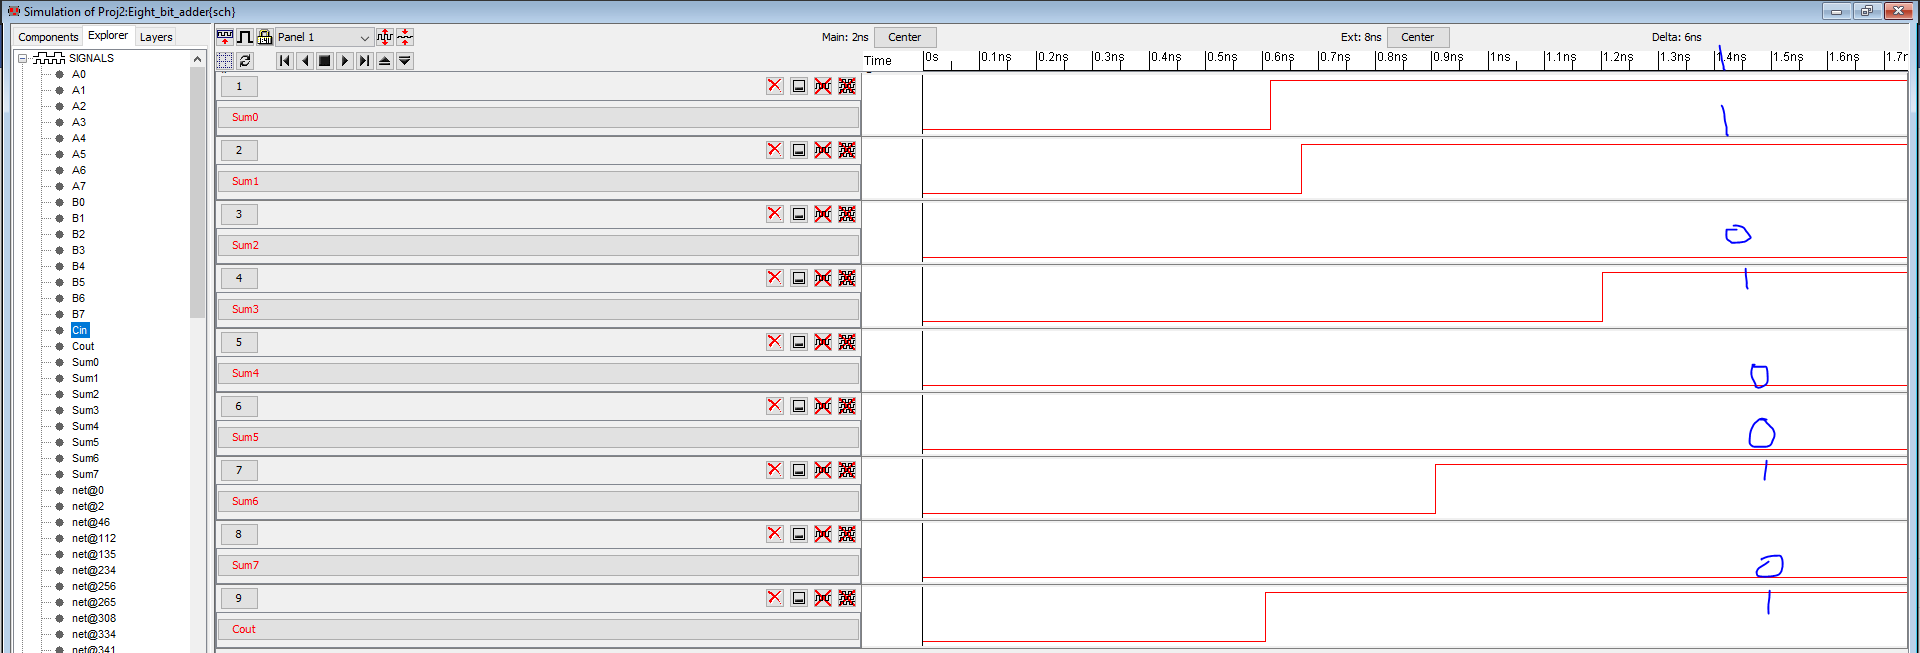 Simulation of Proj2:Eight_bit_adder{sch}
Components Explorer Layers
Panel 1 Main: 2ns Center Ext: 8ns Center Delta: 6ns
Time 0s 0.1ns 0.2ns 0.3ns 0.4ns 0.5ns 0.6ns 0.7ns 0.8ns 0.9ns 1ns 1.1ns 1.2ns 1.3ns 1.4ns 1.5ns 1.6ns 1.7n
SIGNALS
A0
A1
A2
A3
A4
A5
A6
A7
B0
B1
B2
B3
B4
B5
B6
B7
Cin
Cout
Sum0
Sum1
Sum2
Sum3
Sum4
Sum5
Sum6
Sum7
net@0
net@2
net@46
net@112
net@135
net@234
net@256
net@265
net@308
net@334
net@341
1
1
Sum0
1
2
Sum1
3
Sum2
0
4
1
Sum3
5
Sum4
0
6
Sum5
0
7
1
Sum6
8
Sum7
0
9
1
Cout